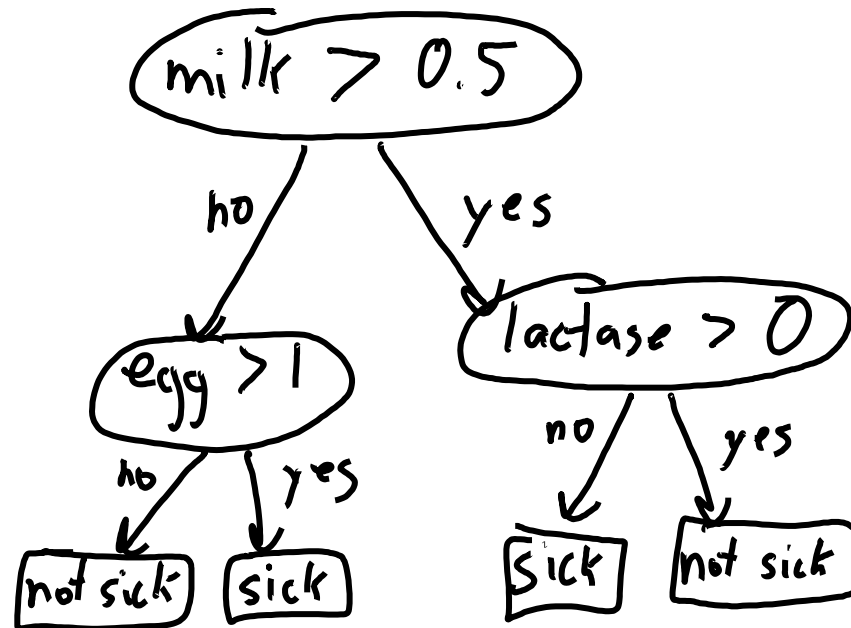 milk > 0.5
no
yes
lactase > 0
egg > 1
no
yes
no
yes
not sick
sick
sick
not sick